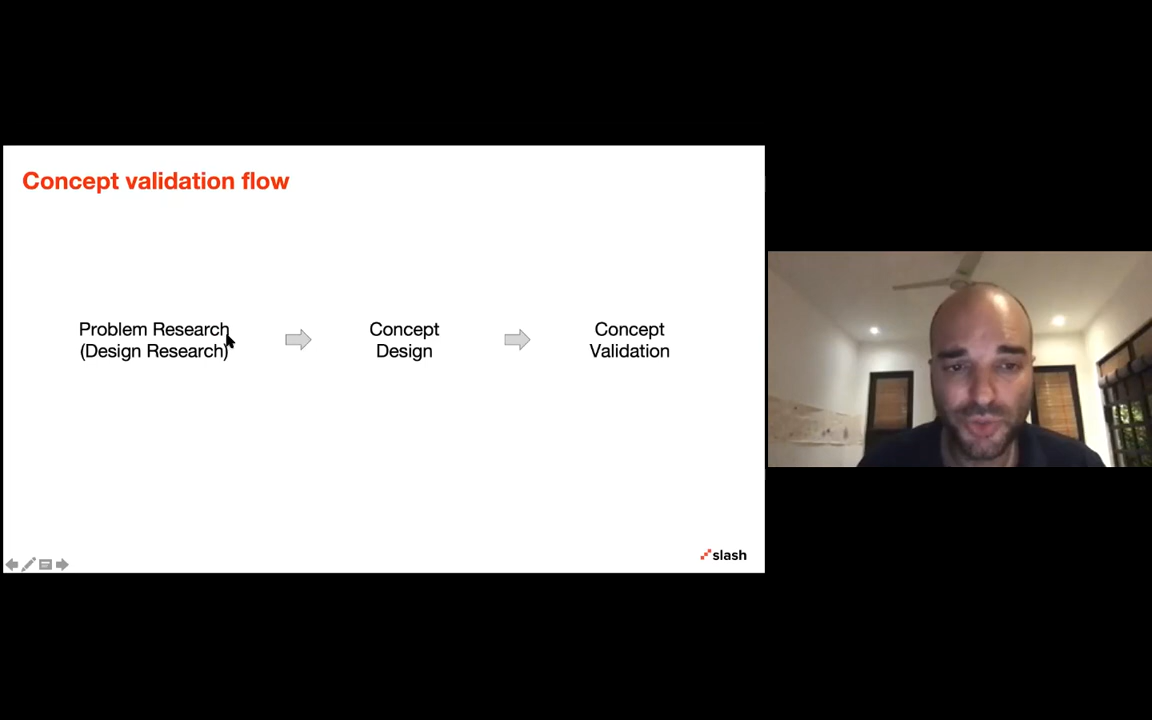 Concept validation flow
Problem Research
(Design Research)
Concept
Design
Concept
Validation
slash